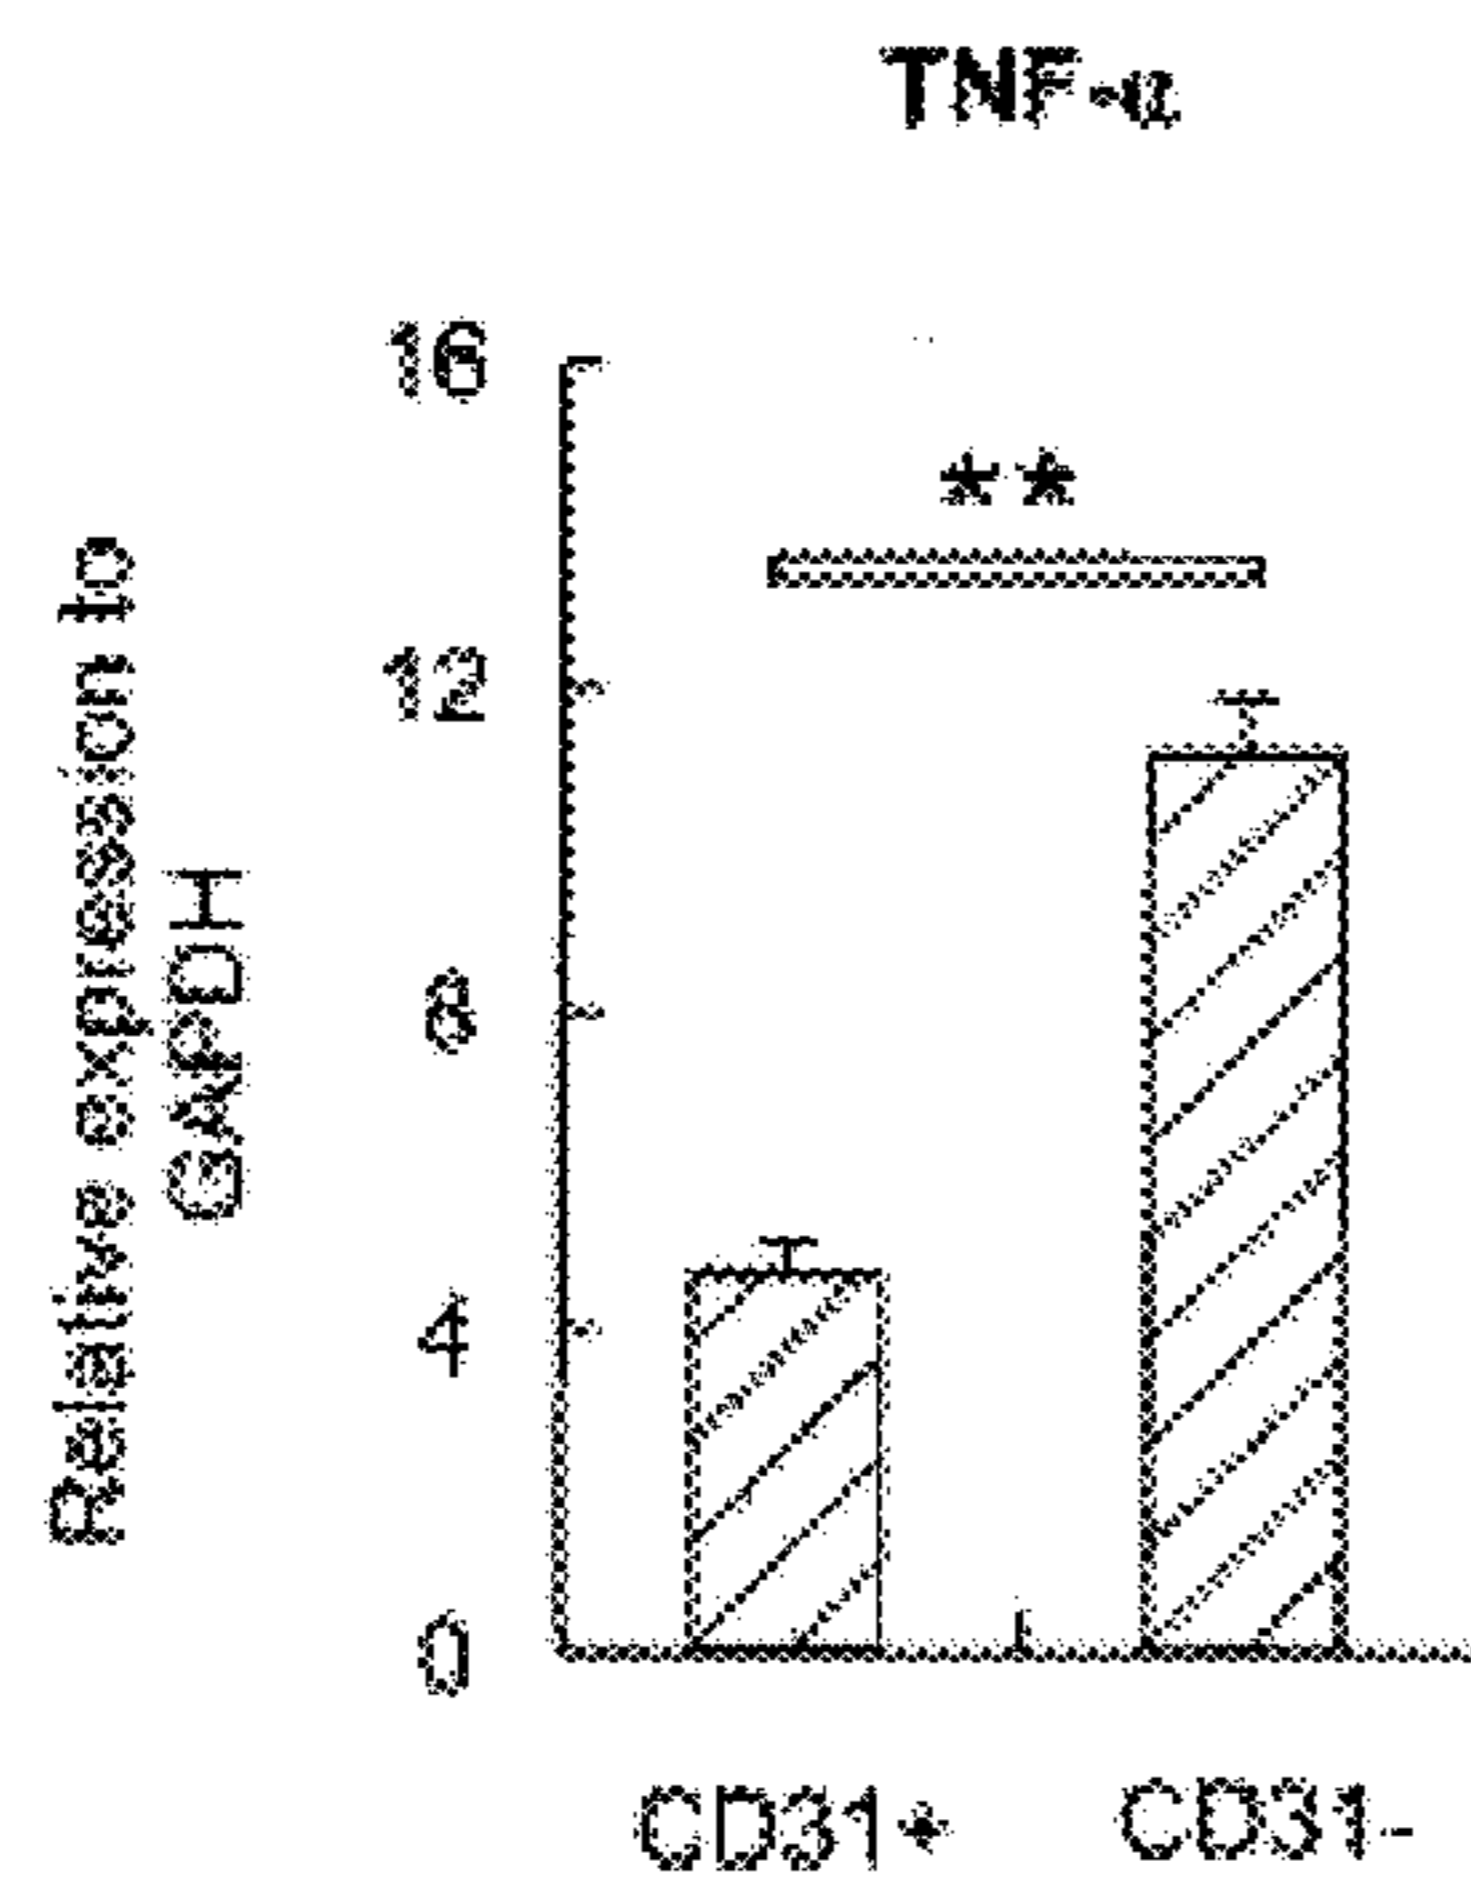 TNF-α
16
**
12
8
4
0
Relative expression to
GAPDH
CD31+ CD31-